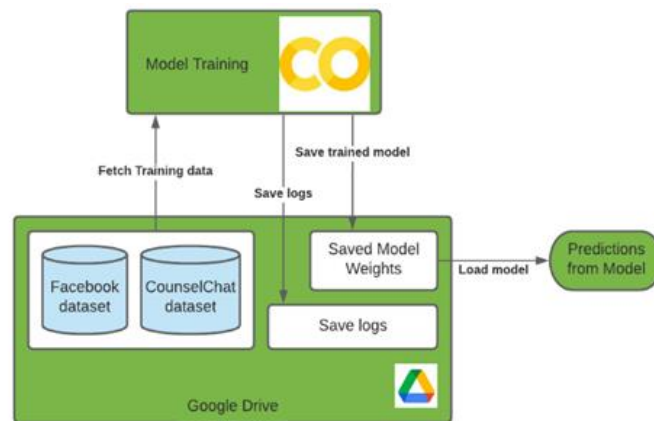 Model Training
Fetch Training data
Save logs
Save trained model
Facebook
dataset
CounselChat
dataset
Saved Model
Weights
Load model
Predictions
from Model
Save logs
Google Drive